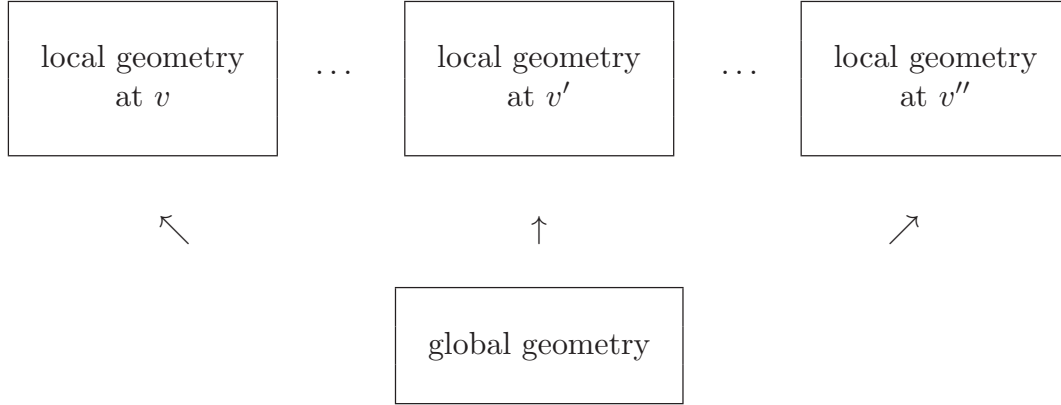 local geometry
at v
...
local geometry
at v′
...
local geometry
at v′′
global geometry